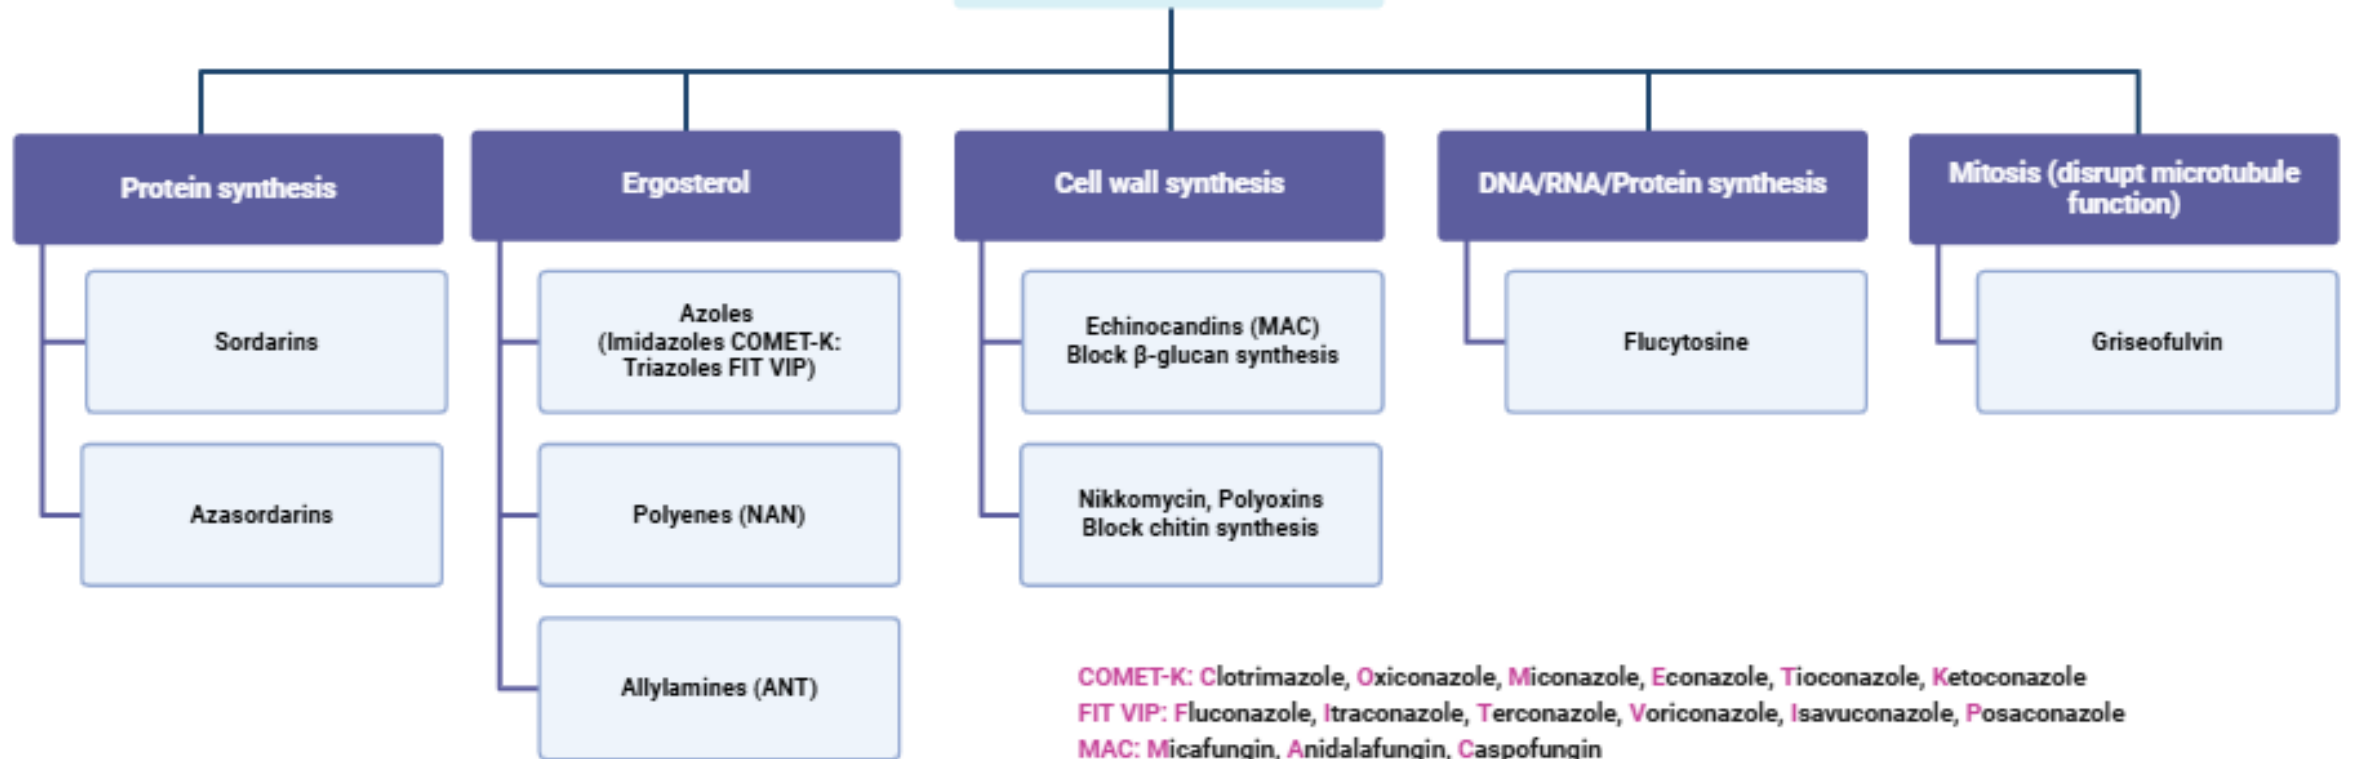 Protein synthesis
Ergosterol
Cell wall synthesis
DNA/RNA/Protein synthesis
Mitosis (disrupt microtubule
function)
Sordarins
Azoles
(Imidazoles COMET-K:
Triazoles FIT VIP)
Echinocandins (MAC)
Block β-glucan synthesis
Flucytosine
Griseofulvin
Azasordarins
Polyenes (NAN)
Nikkomycin, Polyoxins
Block chitin synthesis
Allylamines (ANT)
COMET-K: Clotrimazole, Oxiconazole, Miconazole, Econazole, Tioconazole, Ketoconazole
FIT VIP: Fluconazole, Itraconazole, Terconazole, Voriconazole, Isavuconazole, Posaconazole
MAC: Micafungin, Anidalafungin, Caspofungin